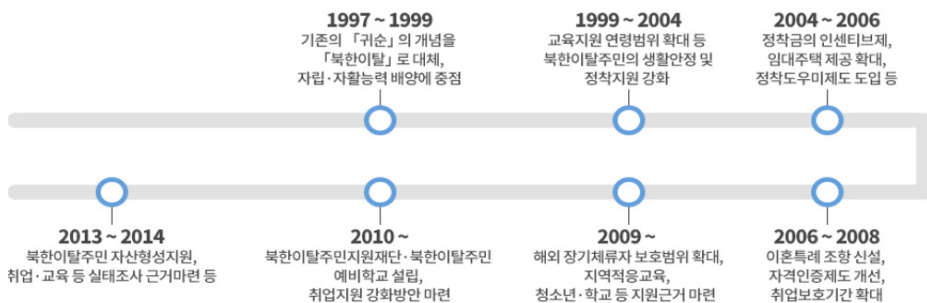 1997 ~ 1999
기존의 「귀순」의 개념을
「북한이탈」로 대체,
자립·자활능력 배양에 중점
1999 ~ 2004
교육지원 연령범위 확대 등
북한이탈주민의 생활안정 및
정착지원 강화
2004 ~ 2006
정착금의 인센티브제,
임대주택 제공 확대,
정착도우미제도 도입 등
2006 ~ 2008
이혼특례 조항 신설,
자격인증제도 개선,
취업보호기간 확대
2009 ~
해외 장기체류자 보호범위 확대,
지역적응교육,
청소년·학교 등 지원근거 마련
2010 ~
북한이탈주민지원재단·북한이탈주민
예비학교 설립,
취업지원 강화방안 마련
2013 ~ 2014
북한이탈주민 자산형성지원,
취업·교육 등 실태조사 근거마련 등